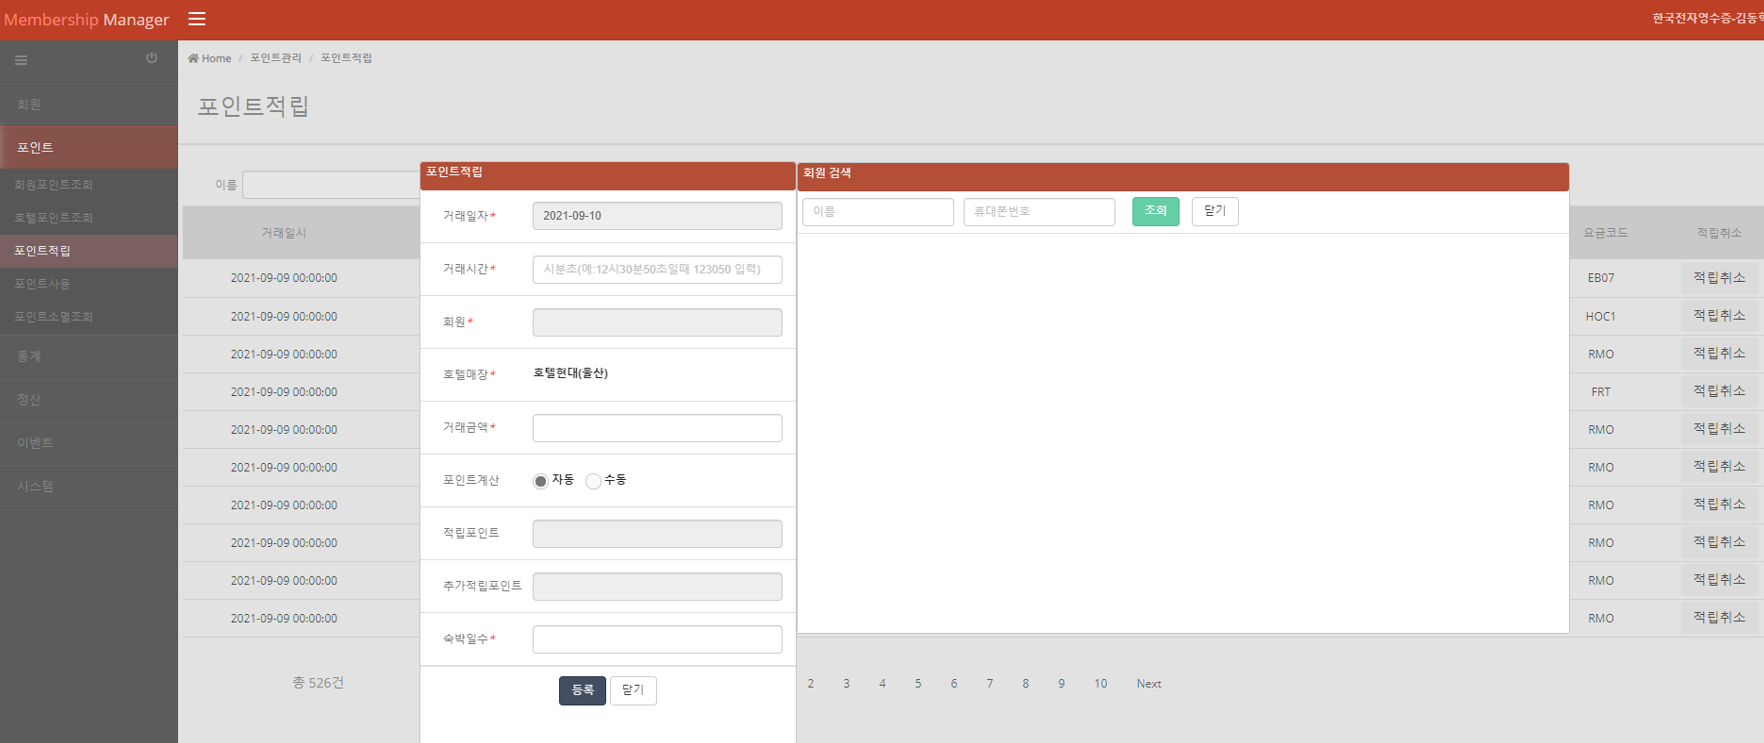 Membership Manager
한국전자영수증-김동혁
Home / 포인트관리 / 포인트적립
회원
포인트
회원포인트조회
호텔포인트조회
포인트적립
포인트사용
포인트소멸조회
통계
정산
이벤트
시스템
포인트적립
이름
거래일시
요금코드
적립취소
2021-09-09 00:00:00
EB07
적립취소
2021-09-09 00:00:00
HOC1
적립취소
2021-09-09 00:00:00
RMO
적립취소
2021-09-09 00:00:00
FRT
적립취소
2021-09-09 00:00:00
RMO
적립취소
2021-09-09 00:00:00
RMO
적립취소
2021-09-09 00:00:00
RMO
적립취소
2021-09-09 00:00:00
RMO
적립취소
2021-09-09 00:00:00
RMO
적립취소
2021-09-09 00:00:00
RMO
적립취소
총 526건
2 3 4 5 6 7 8 9 10 Next
포인트적립
거래일자* 2021-09-10
거래시간* 시분초(예:12시30분50초일때 123050 입력)
회원*
호텔매장* 호텔현대(울산)
거래금액*
포인트계산 자동 수동
적립포인트
추가적립포인트
숙박일수*
등록 닫기
회원 검색
이름 휴대폰번호 조회 닫기